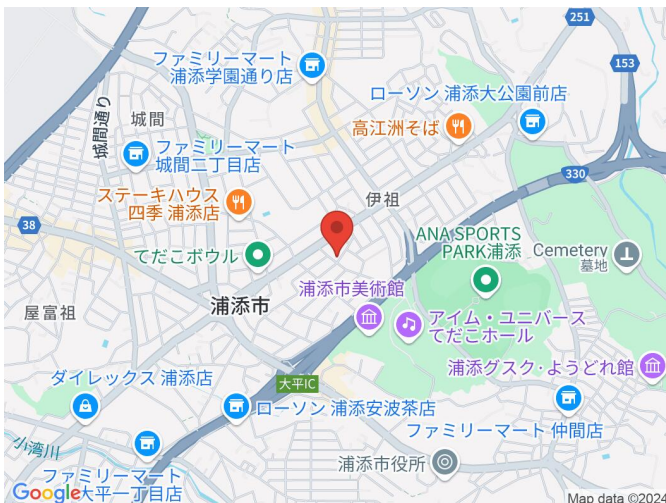 251
ファミリーマート
浦添学園通り店
153
ローソン 浦添大公園前店
城間
城間通り
高江洲そば
ファミリーマート
城間二丁目店
330
ステーキハウス
四季 浦添店
伊祖
38
ANA SPORTS
PARK浦添
Cemetery
墓地
てだこボウル
浦添市美術館
屋富祖
浦添市
アイム・ユニバース
てだこホール
浦添グスク・ようどれ館
ダイレックス 浦添店
大平IC
ローソン 浦添安波茶店
ファミリーマート 仲間店
小湾川
浦添市役所
ファミリーマート
大平一丁目店
Google
Map data ©2024